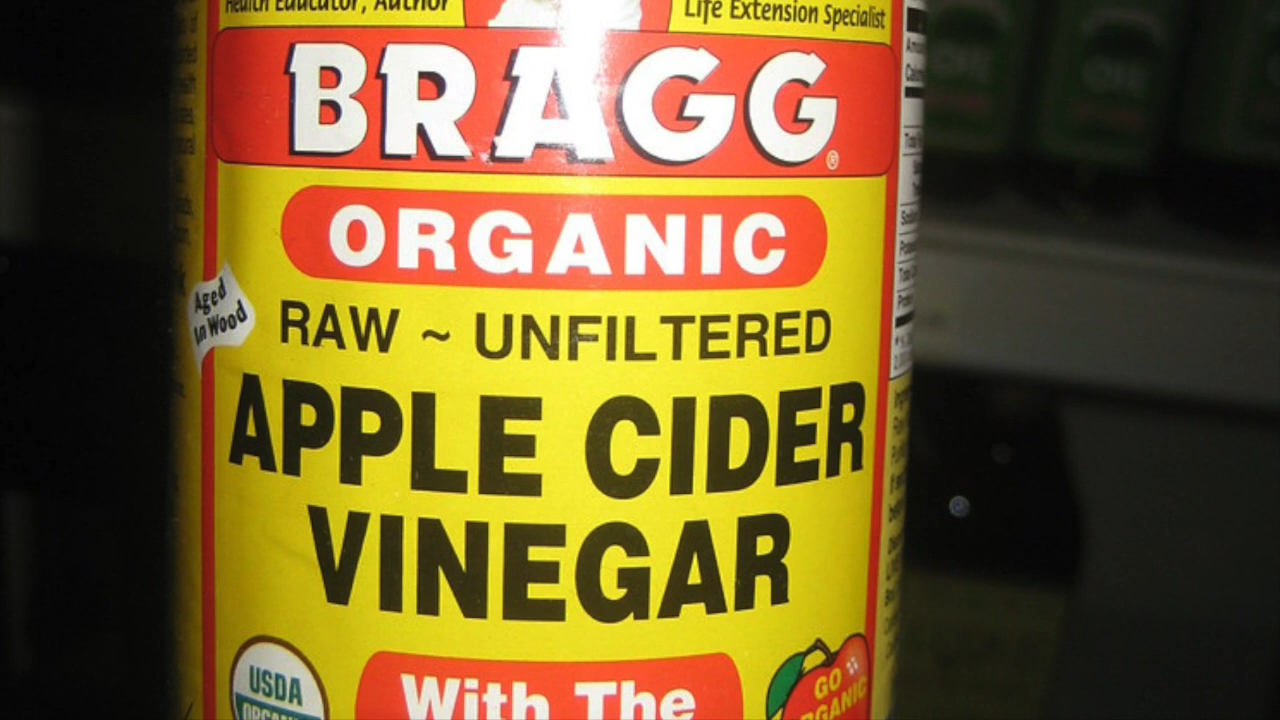 Health Educator, Author
Life Extension Specialist
BRAGG®
ORGANIC
Aged
In Wood
RAW ~ UNFILTERED
APPLE CIDER
VINEGAR
USDA
ORGANIC
With The
GO
ORGANIC